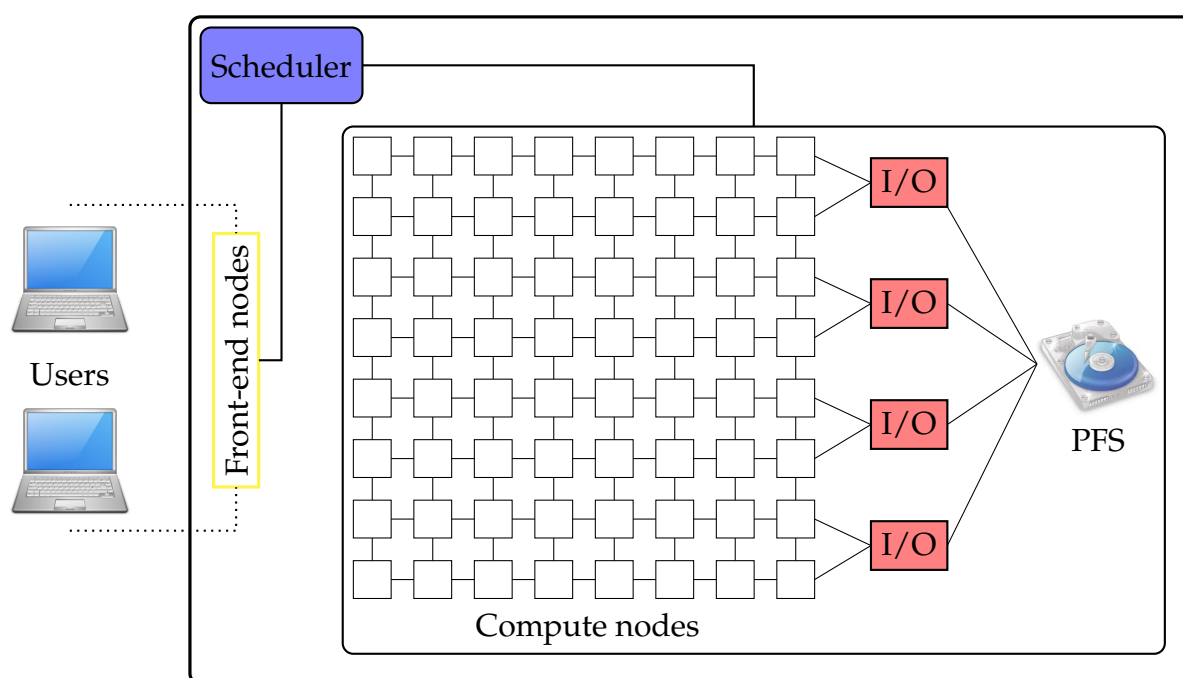 Scheduler
Users
Front-end nodes
I/O
I/O
I/O
I/O
PFS
Compute nodes